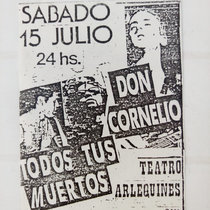 SABADO
15 JULIO
24 hs.
DON
CORNELIO
TODOS TUS
MUERTOS
TEATRO
ARLEQUINES